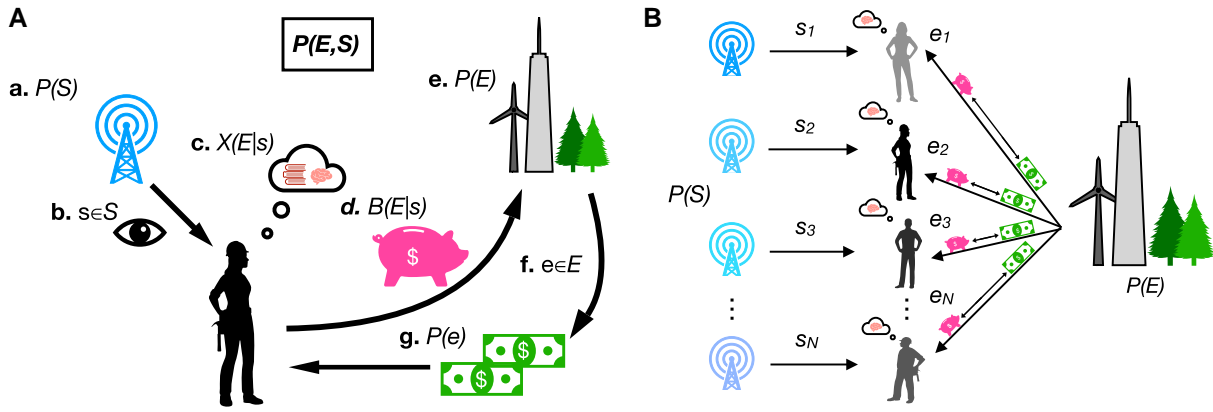 A
P(E,S)
a. P(S)
e. P(E)
c. X(E|s)
b. s∈S
d. B(E|s)
$
f. e∈E
g. P(e)
$
$
B
s1
e1
$
s2
e2
$
P(S)
s3
e3
$
P(E)
⋮
⋮
eN
$
sN